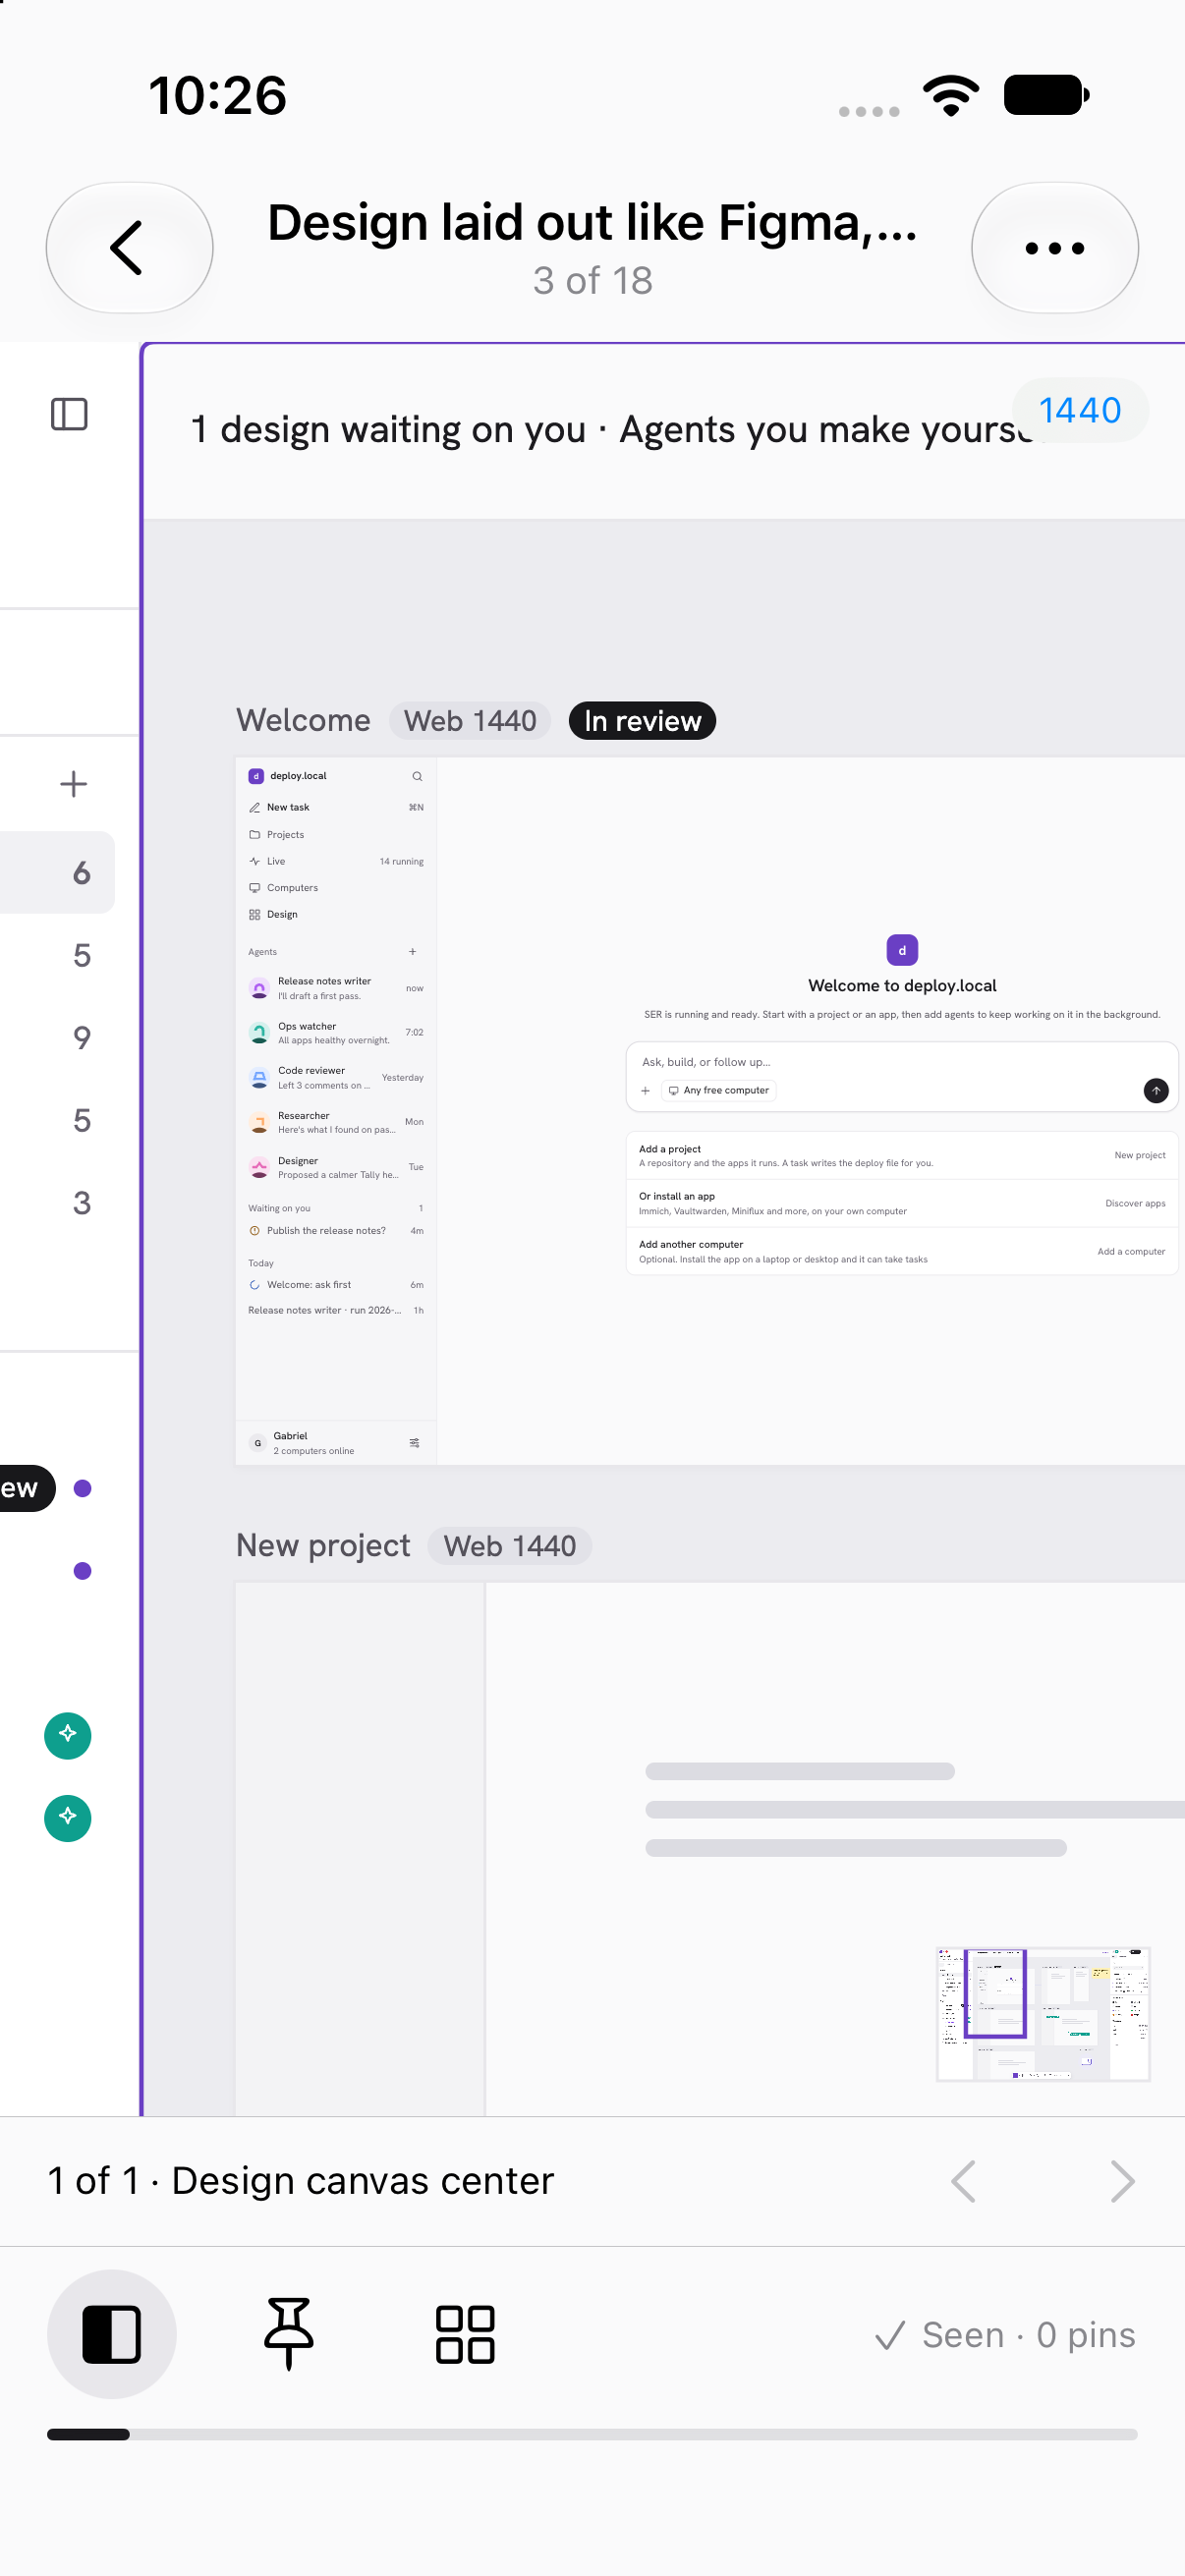 10:26
Design laid out like Figma,...
3 of 18
1 design waiting on you · Agents you make yourse
1440
Welcome
Web 1440
In review
d
deploy.local
New task
⌘N
Projects
Live
14 running
Computers
Design
Agents
Release notes writer
I'll draft a first pass.
now
Ops watcher
All apps healthy overnight.
7:02
Code reviewer
Left 3 comments on ...
Yesterday
Researcher
Here's what I found on pas...
Mon
Designer
Proposed a calmer Tally he...
Tue
Waiting on you
1
Publish the release notes?
4m
Today
Welcome: ask first
6m
Release notes writer · run 2026-...
1h
G
Gabriel
2 computers online
d
Welcome to deploy.local
SER is running and ready. Start with a project or an app, then add agents to keep working on it in the background.
Ask, build, or follow up...
Any free computer
Add a project
A repository and the apps it runs. A task writes the deploy file for you.
New project
Or install an app
Immich, Vaultwarden, Miniflux and more, on your own computer
Discover apps
Add another computer
Optional. Install the app on a laptop or desktop and it can take tasks
Add a computer
6
5
9
5
3
ew
New project
Web 1440
1 of 1 · Design canvas center
Seen · 0 pins